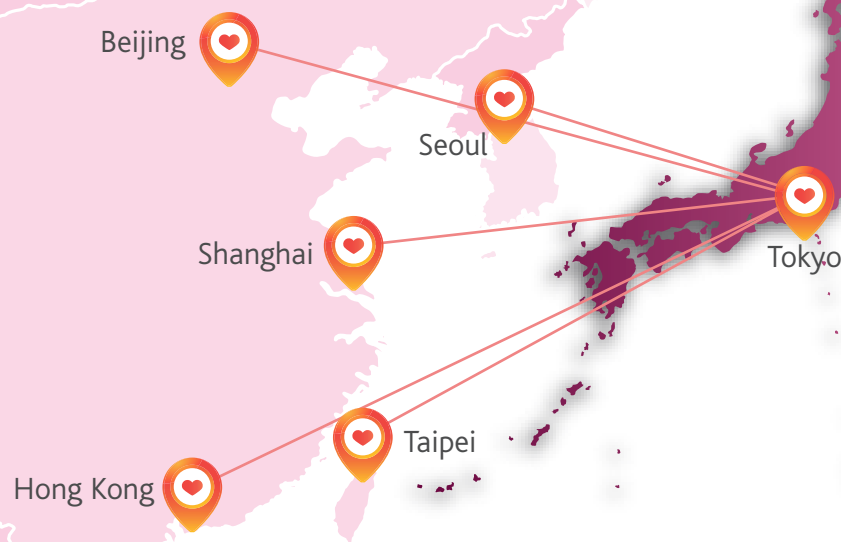 Beijing
Seoul
Shanghai
Tokyo
Taipei
Hong Kong